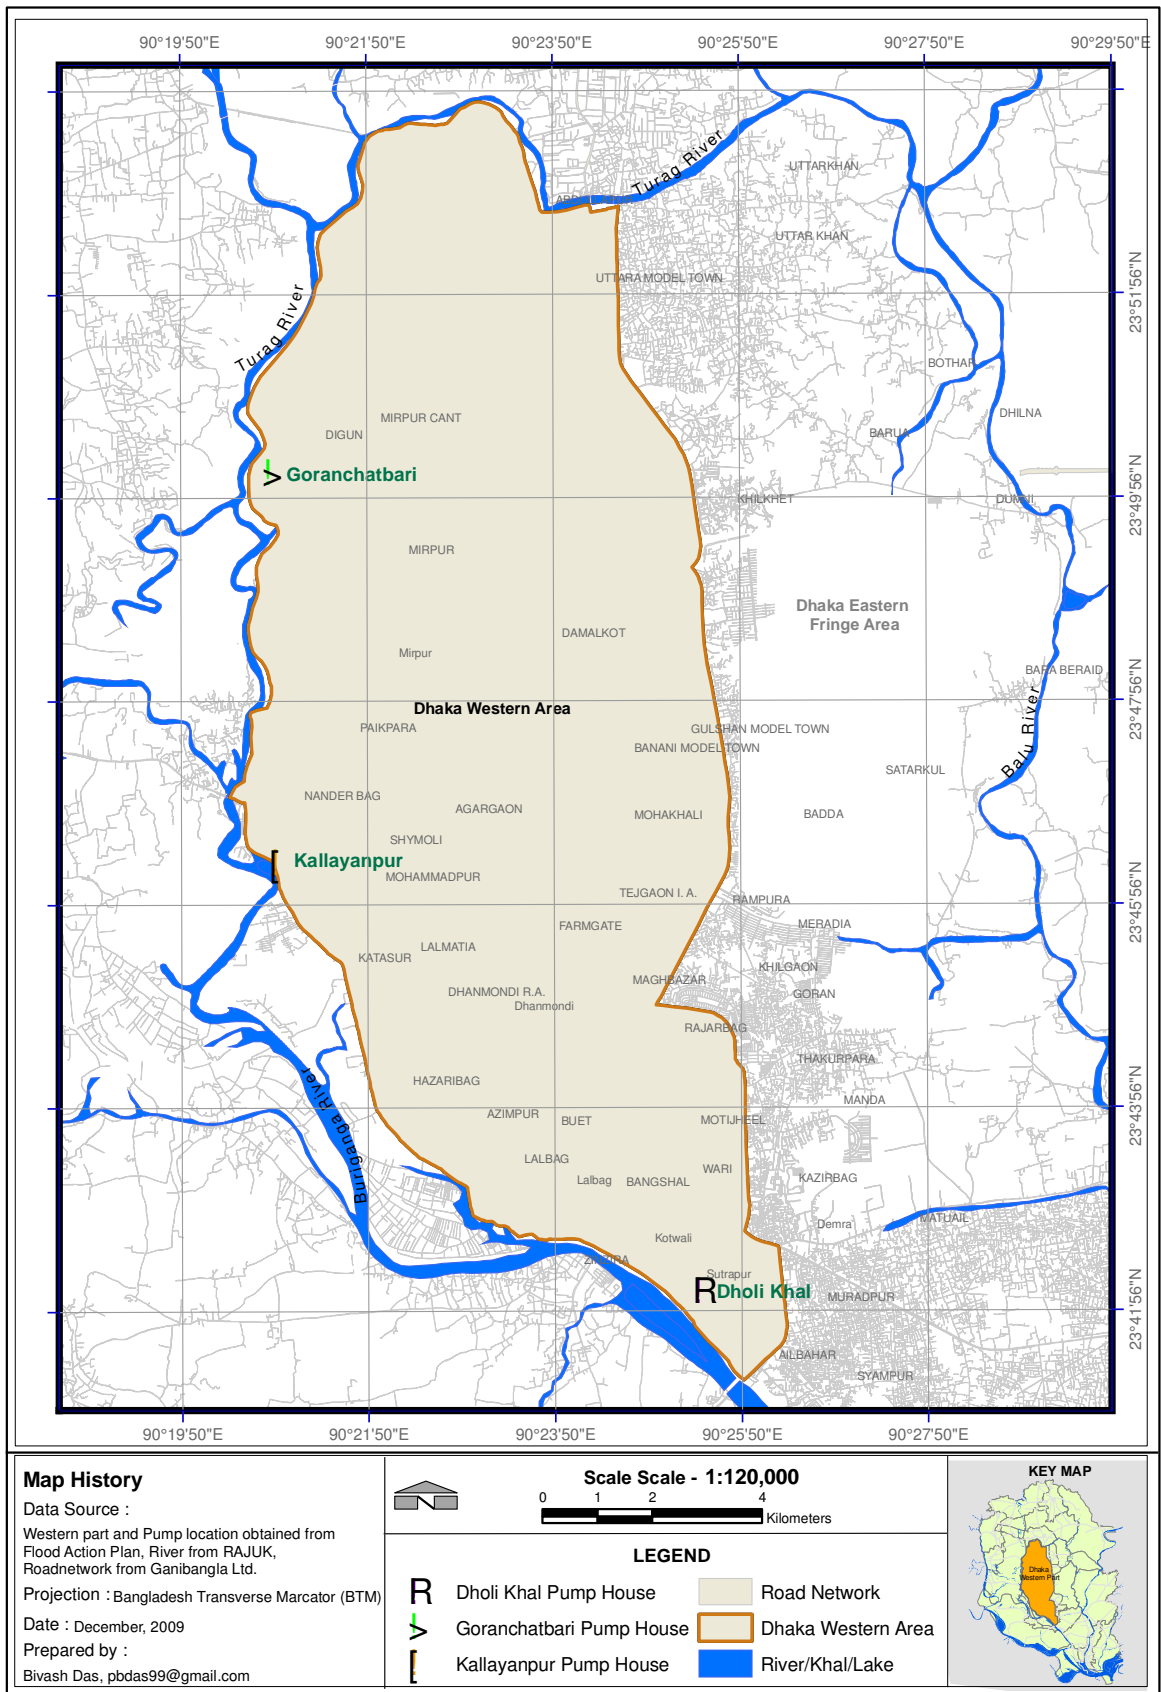 90°19'50"E 90°21'50"E 90°23'50"E 90°25'50"E 90°27'50"E 90°29'50"E
Turag River
UTTARKHAN
UTTAR KHAN
UTTARA MODEL TOWN
23°51'56"N
Turag River
BOTHAR
DHILNA
MIRPUR CANT
DIGUN
BARUA
Goranchatbari
KHILKHET
DUMNI
23°49'56"N
MIRPUR
Dhaka Eastern
Fringe Area
DAMALKOT
Mirpur
BARA BERAID
Dhaka Western Area
23°47'56"N
PAIKPARA
GULSHAN MODEL TOWN
BANANI MODEL TOWN
Balu River
SATARKUL
NANDER BAG
AGARGAON
MOHAKHALI
BADDA
SHYMOLI
Kallayanpur
MOHAMMADPUR
TEJGAON I. A.
RAMPURA
23°45'56"N
FARMGATE
MERADIA
LALMATIA
KATASUR
KHILGAON
MAGHBAZAR
DHANMONDI R.A.
GORAN
Dhanmondi
RAJARBAG
THAKURPARA
HAZARIBAG
MANDA
23°43'56"N
AZIMPUR
BUET
MOTIJHEEL
Buriganga River
LALBAG
WARI
Lalbag
BANGSHAL
KAZIRBAG
Demra
MATUAIL
Kotwali
Sutrapur
R
Dholi Khal
MURADPUR
23°41'56"N
AILBAHAR
SYAMPUR
90°19'50"E 90°21'50"E 90°23'50"E 90°25'50"E 90°27'50"E
Map History
Data Source :
Western part and Pump location obtained from
Flood Action Plan, River from RAJUK,
Roadnetwork from Ganibangla Ltd.
Projection : Bangladesh Transverse Marcator (BTM)
Date : December, 2009
Prepared by :
Bivash Das, pbdas99@gmail.com
N
Scale Scale - 1:120,000
0 1 2 4
Kilometers
LEGEND
R Dholi Khal Pump House
Goranchatbari Pump House
Kallayanpur Pump House
Road Network
Dhaka Western Area
River/Khal/Lake
KEY MAP
Dhaka
Western Part